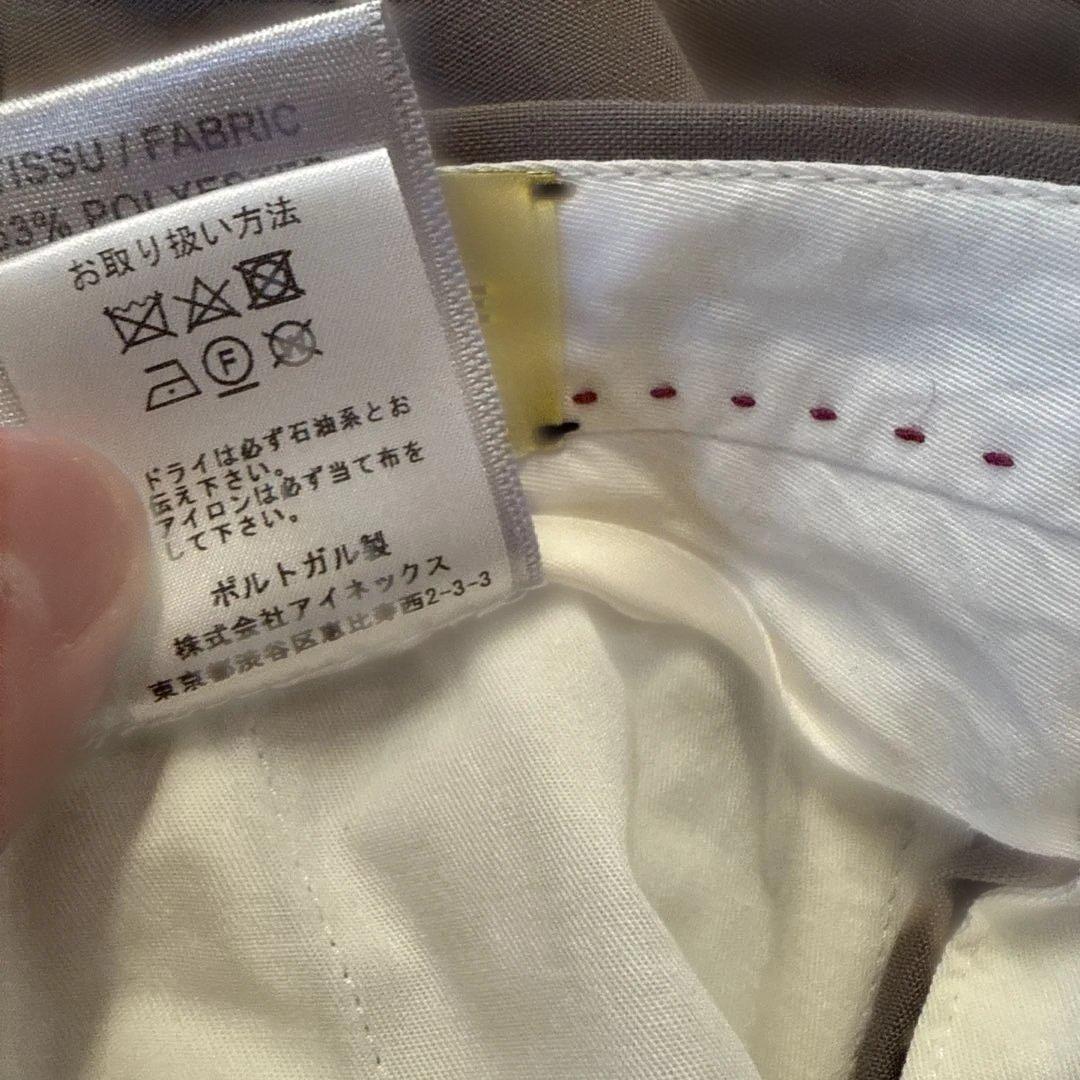 TISSU / FABRIC
33% POLYESTER
お取り扱い方法
F
W
ドライは必ず石油系とお
伝え下さい。
アイロンは必ず当て布を
して下さい。
ポルトガル製
株式会社アイネックス
東京都渋谷区恵比寿西2-3-3